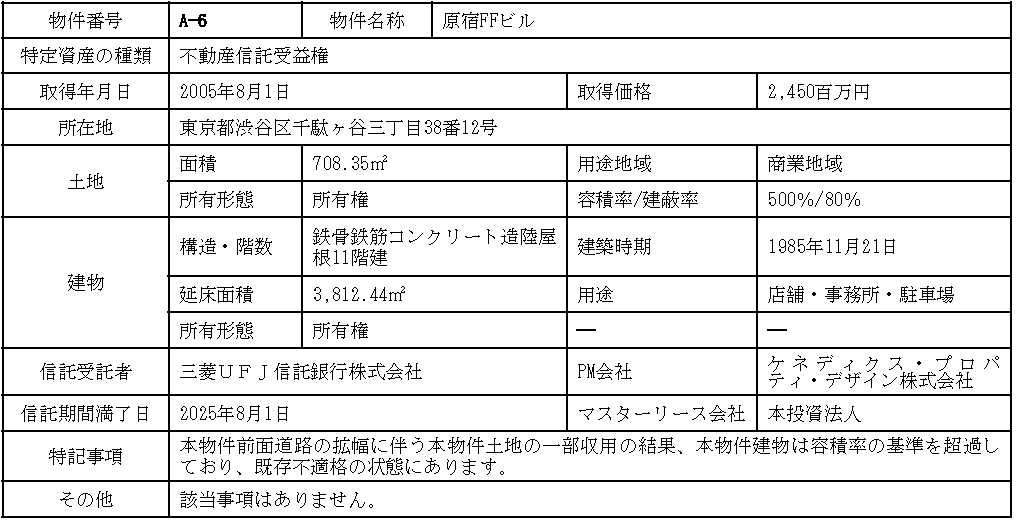 物件番号 A-6 物件名称 原宿FFビル
特定資産の種類 不動産信託受益権
取得年月日 2005年8月1日 取得価格 2,450百万円
所在地 東京都渋谷区千駄ヶ谷三丁目38番12号
土地 面積 708.35㎡ 用途地域 商業地域
所有形態 所有権 容積率/建蔽率 500%/80%
建物 構造・階数 鉄骨鉄筋コンクリート造陸屋
根11階建 建築時期 1985年11月21日
延床面積 3,812.44㎡ 用途 店舗・事務所・駐車場
所有形態 所有権 ― ―
信託受託者 三菱ＵＦＪ信託銀行株式会社 PM会社 ケネディクス・プロパ
ティ・デザイン株式会社
信託期間満了日 2025年8月1日 マスターリース会社 本投資法人
特記事項 本物件前面道路の拡幅に伴う本物件土地の一部収用の結果、本物件建物は容積率の基準を超過し
ており、既存不適格の状態にあります。
その他 該当事項はありません。